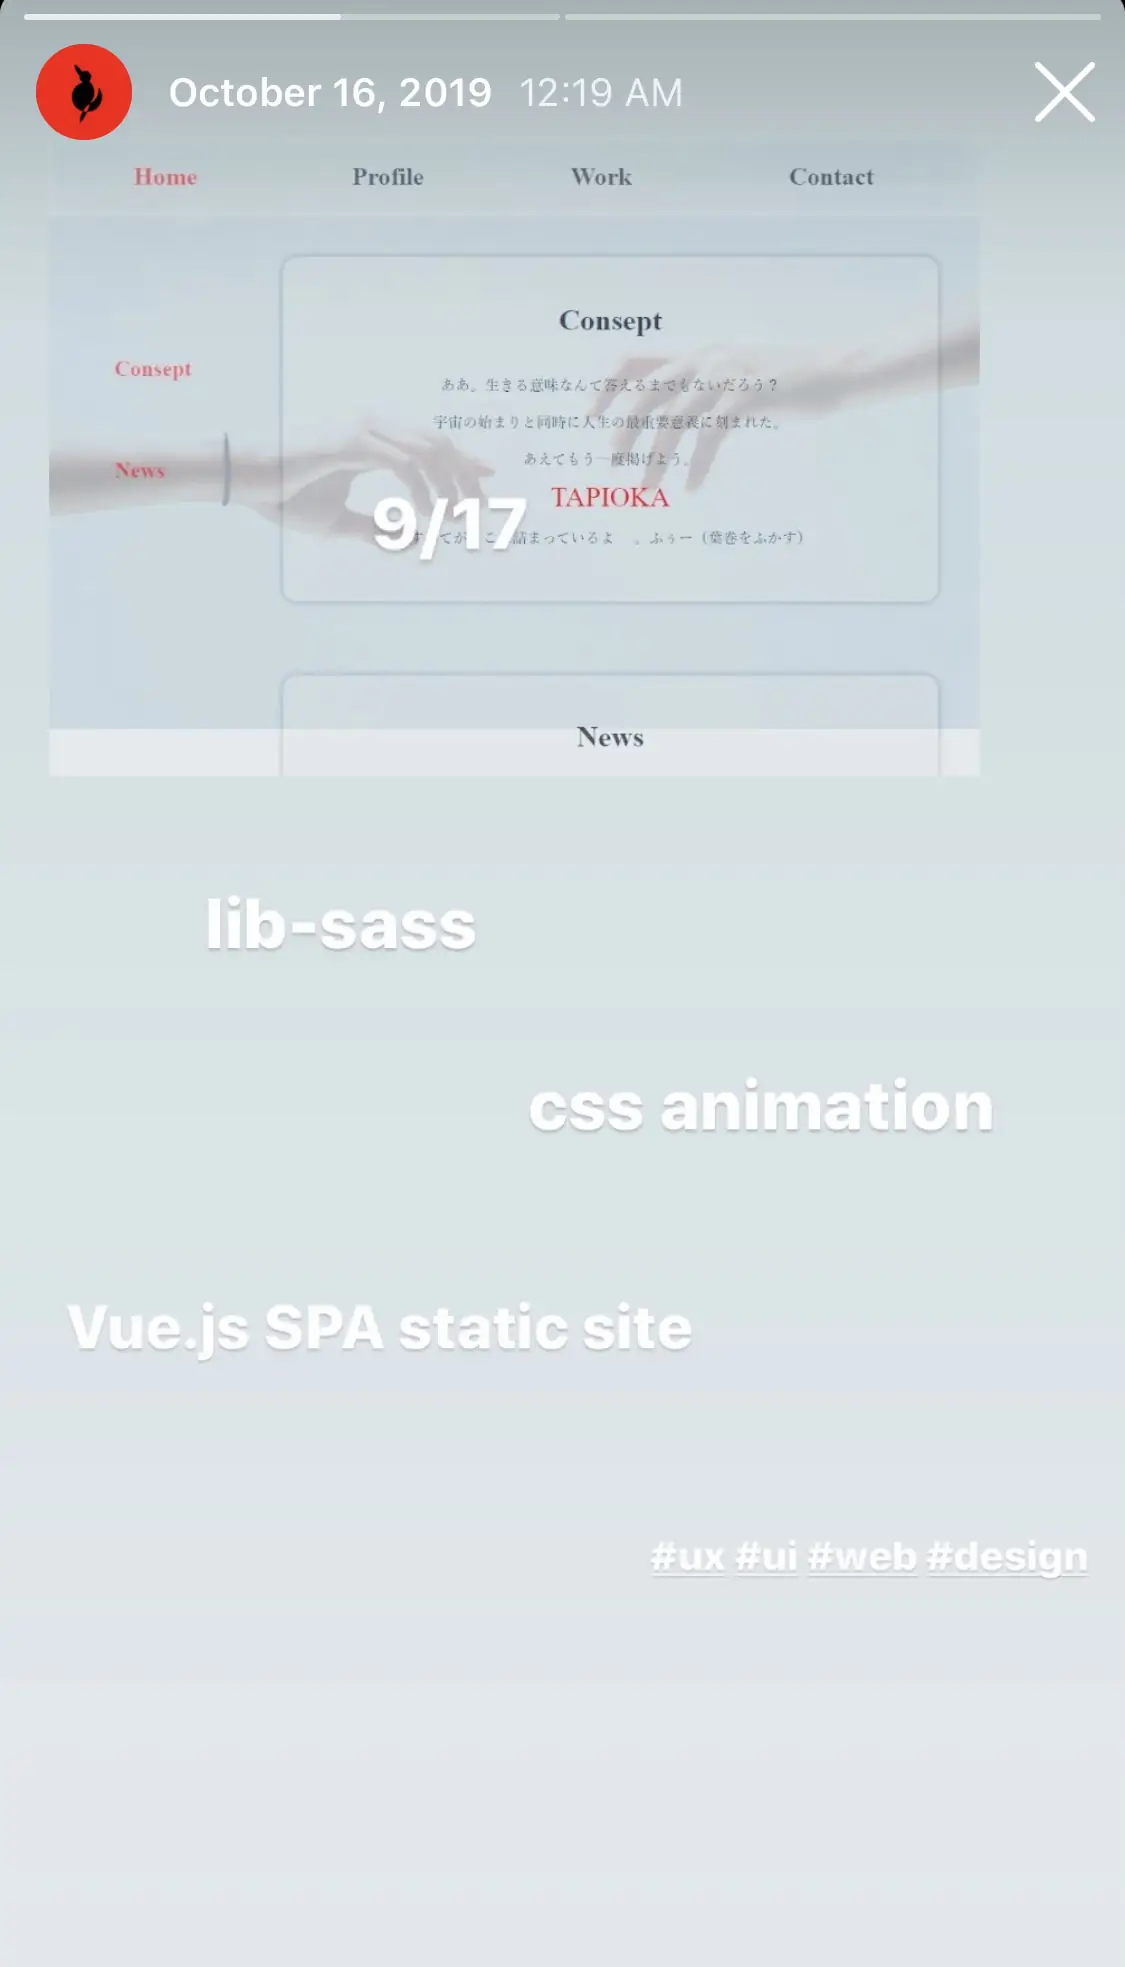 October 16, 2019 12:19 AM
Home Profile Work Contact
Consept
Consept
News
ああ。生きる意味なんて答えるまでもないだろう?
宇宙の始まりと同時に人生の最重要意義に刻まれた。
あえてもう一度掲げよう。
TAPIOKA
9/17
詰まっているよ 。ふぅー(葉巻をふかす)
News
lib-sass
css animation
Vue.js SPA static site
#ux #ui #web #design